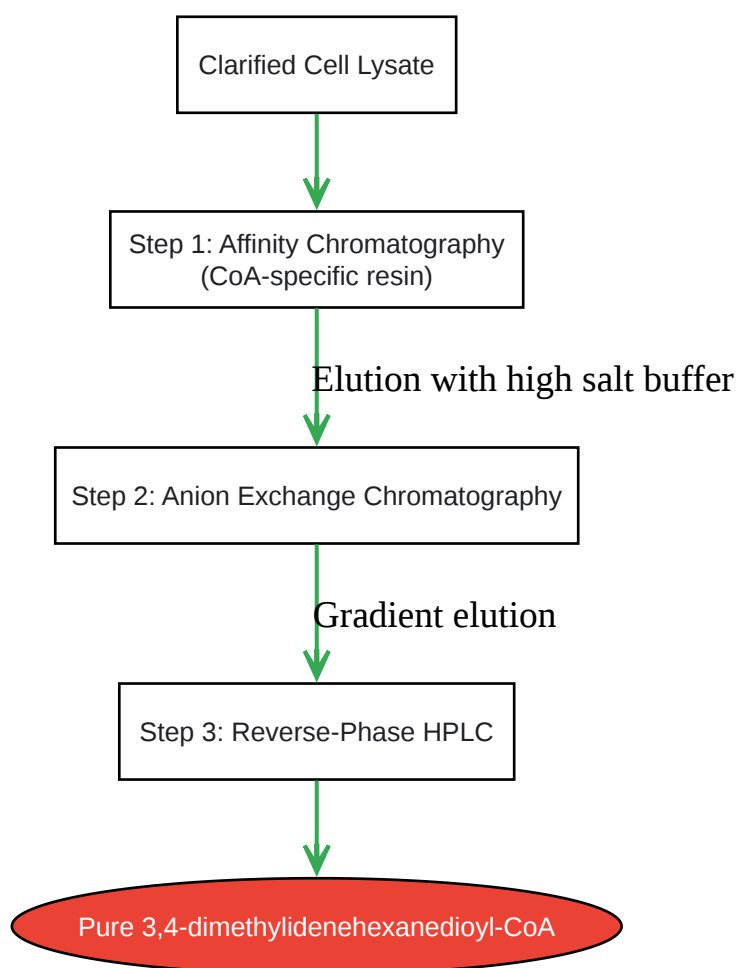 Clarified Cell Lysate
Step 1: Affinity Chromatography
(CoA-specific resin)
Elution with high salt buffer
Step 2: Anion Exchange Chromatography
Gradient elution
Step 3: Reverse-Phase HPLC
Pure 3,4-dimethylidenehexanedioyl-CoA